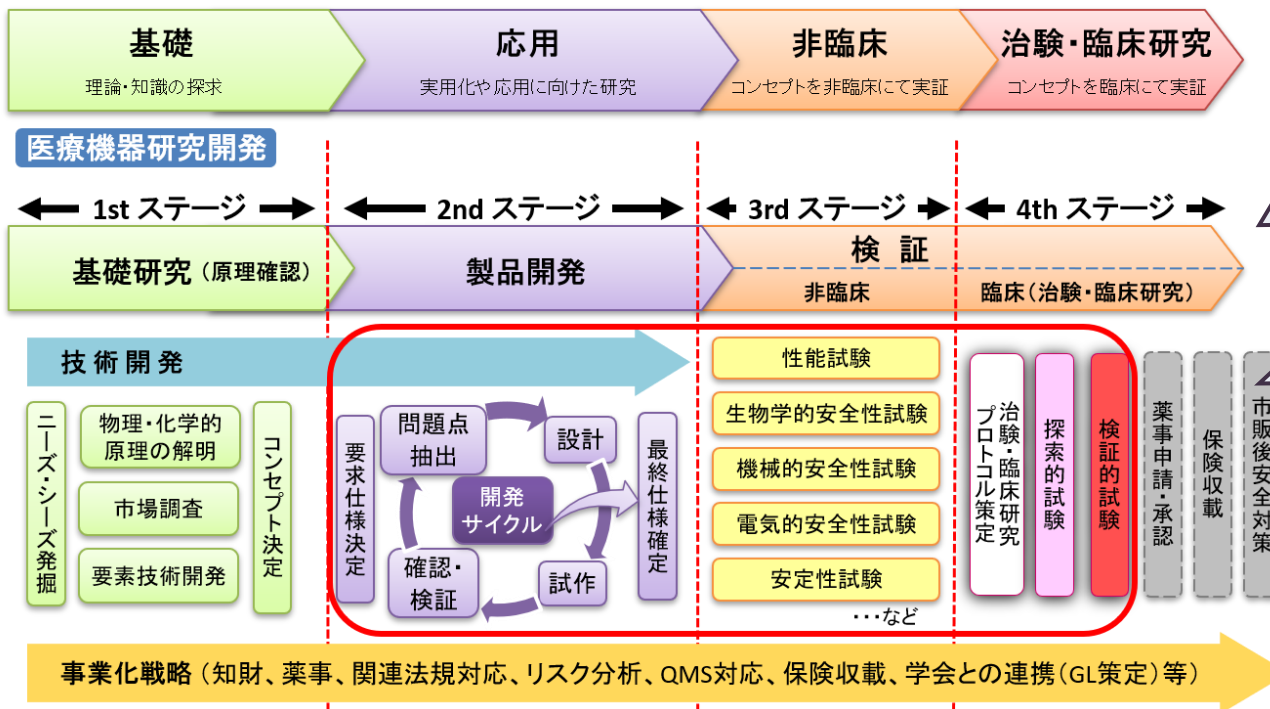 基礎
理論・知識の探求
応用
実用化や応用に向けた研究
非臨床
コンセプトを非臨床にて実証
治験・臨床研究
コンセプトを臨床にて実証
医療機器研究開発
1st ステージ
2nd ステージ
3rd ステージ
4th ステージ
基礎研究（原理確認）
製品開発
検 証
非臨床
臨床（治験・臨床研究）
技術開発
ニーズ・シーズ発掘
物理・化学的
原理の解明
市場調査
要素技術開発
コンセプト決定
要求仕様決定
問題点
抽出
設計
開発
サイクル
確認・
検証
試作
最終仕様確定
性能試験
生物学的安全性試験
機械的安全性試験
電気的安全性試験
安定性試験
・・・など
治験・臨床研究
プロトコル策定
探索的試験
検証的試験
薬事申請・承認
保険収載
市販後安全対策
事業化戦略（知財、薬事、関連法規対応、リスク分析、QMS対応、保険収載、学会との連携（GL策定）等）